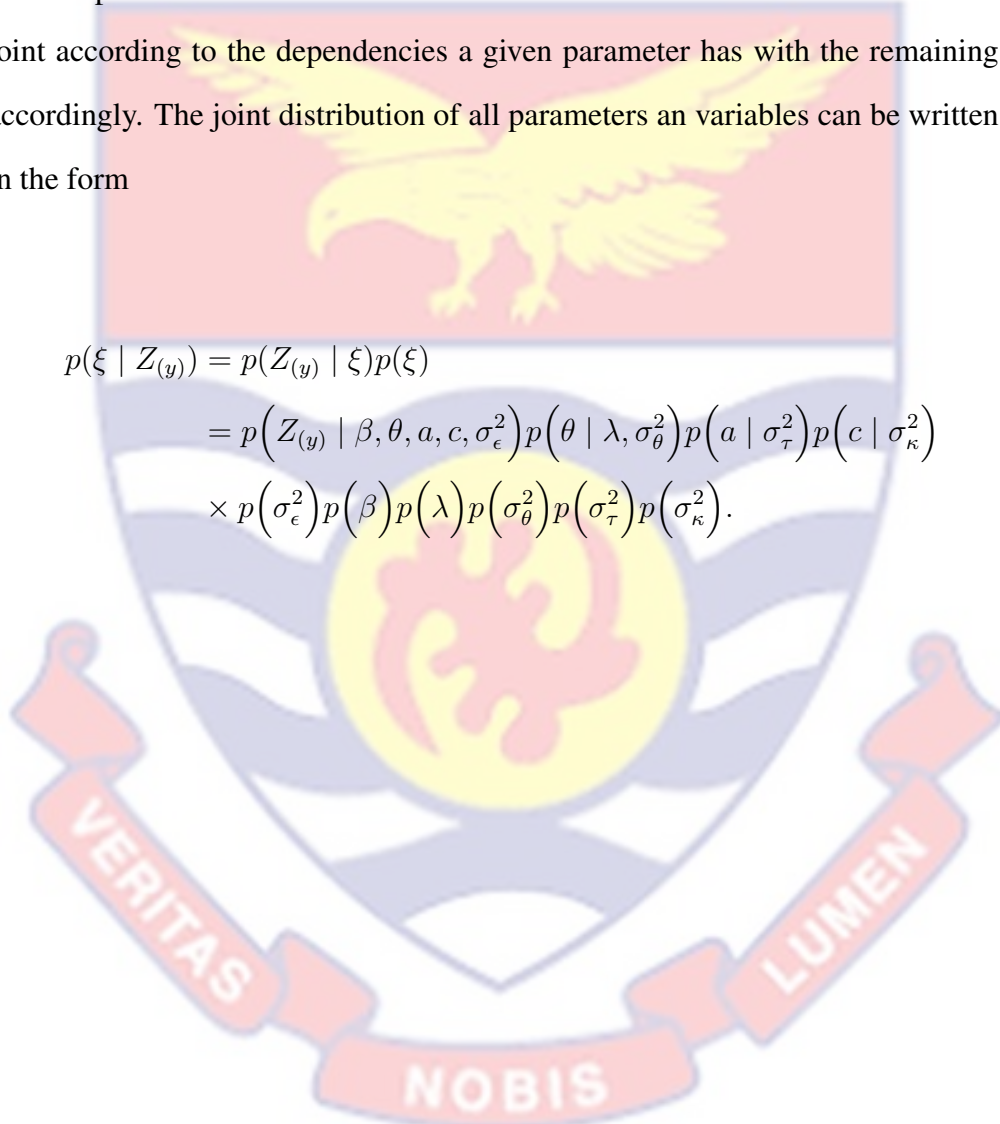 oint according to the dependencies a given parameter has with the remaining
accordingly. The joint distribution of all parameters an variables can be written
n the form
p(ξ | Z_(y)) = p(Z_(y) | ξ)p(ξ)
= p(Z_(y) | β, θ, a, c, σ_ϵ^2)p(θ | λ, σ_θ^2)p(a | σ_τ^2)p(c | σ_κ^2)
× p(σ_ϵ^2)p(β)p(λ)p(σ_θ^2)p(σ_τ^2)p(σ_κ^2).
VERITAS
NOBIS
LUMEN